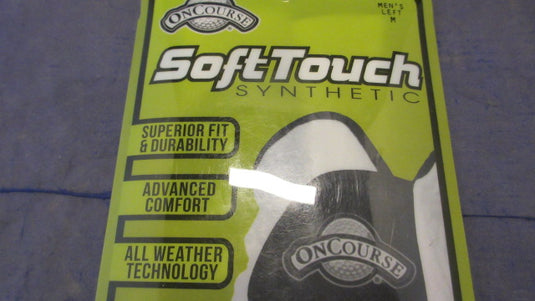 ONCOURSE
MEN'S
LEFT
M
SoftTouch
SYNTHETIC
SUPERIOR FIT
& DURABILITY
ADVANCED
COMFORT
ALL WEATHER
TECHNOLOGY
ONCOURSE